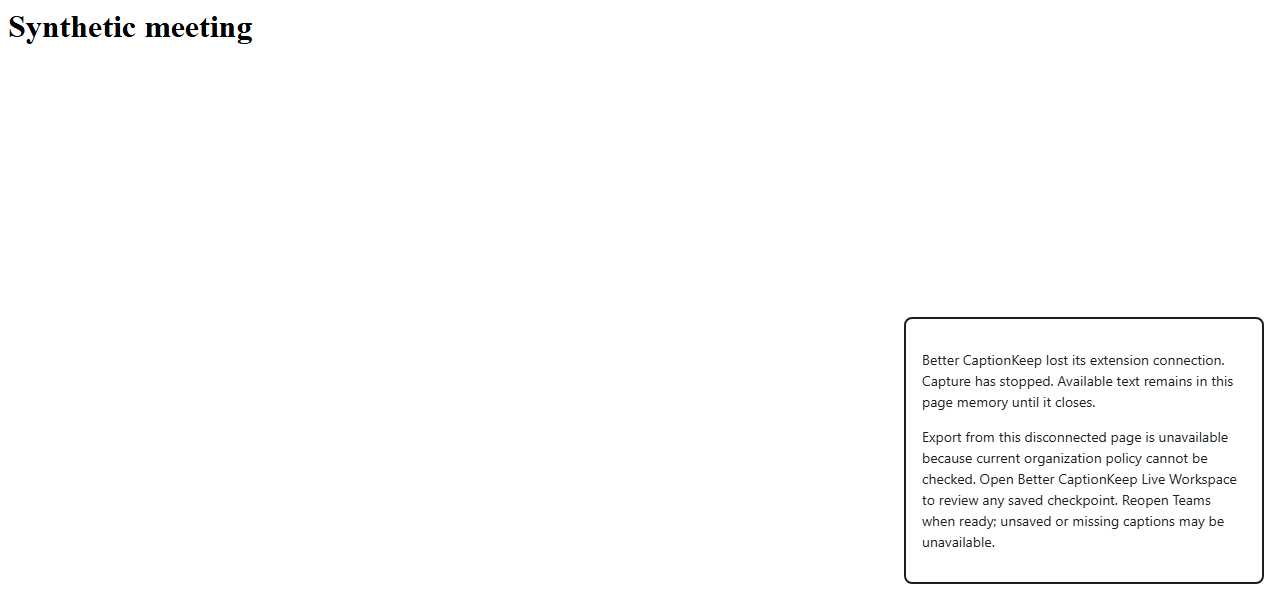 Synthetic meeting
Better CaptionKeep lost its extension connection.
Capture has stopped. Available text remains in this
page memory until it closes.
Export from this disconnected page is unavailable
because current organization policy cannot be
checked. Open Better CaptionKeep Live Workspace
to review any saved checkpoint. Reopen Teams
when ready; unsaved or missing captions may be
unavailable.